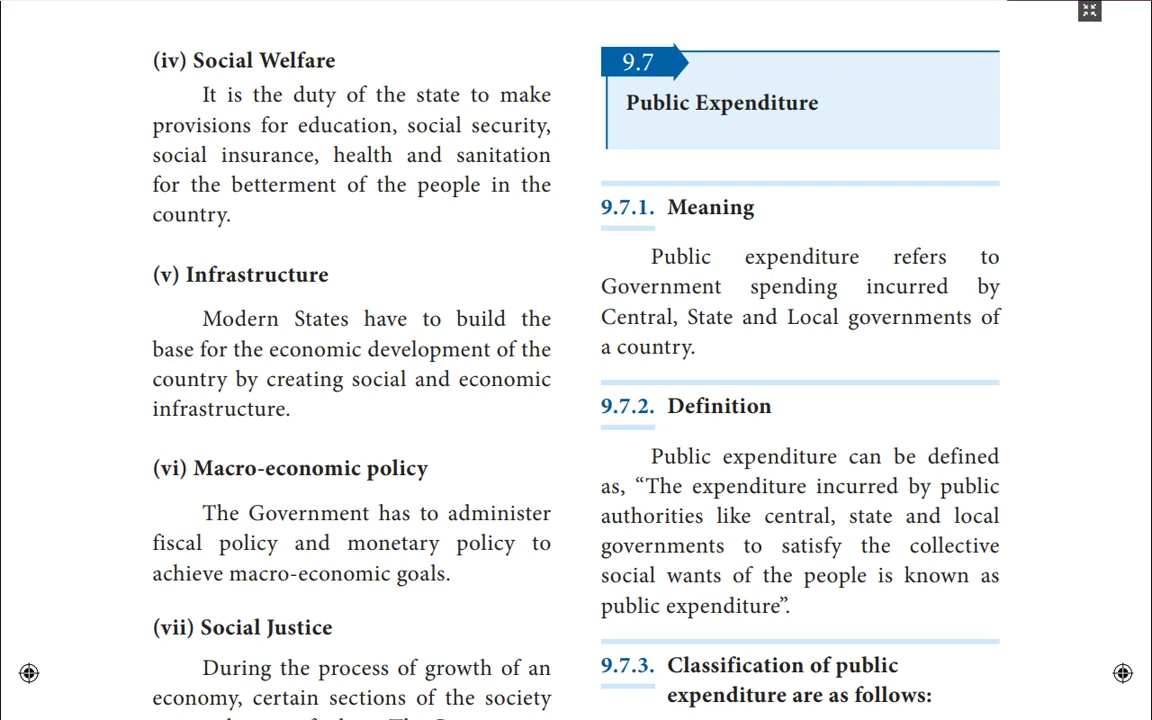 (iv) Social Welfare
It is the duty of the state to make
provisions for education, social security,
social insurance, health and sanitation
for the betterment of the people in the
country.
(v) Infrastructure
Modern States have to build the
base for the economic development of the
country by creating social and economic
infrastructure.
(vi) Macro-economic policy
The Government has to administer
fiscal policy and monetary policy to
achieve macro-economic goals.
(vii) Social Justice
During the process of growth of an
economy, certain sections of the society
9.7
Public Expenditure
9.7.1. Meaning
Public expenditure refers to
Government spending incurred by
Central, State and Local governments of
a country.
9.7.2. Definition
Public expenditure can be defined
as, “The expenditure incurred by public
authorities like central, state and local
governments to satisfy the collective
social wants of the people is known as
public expenditure”.
9.7.3. Classification of public
expenditure are as follows: